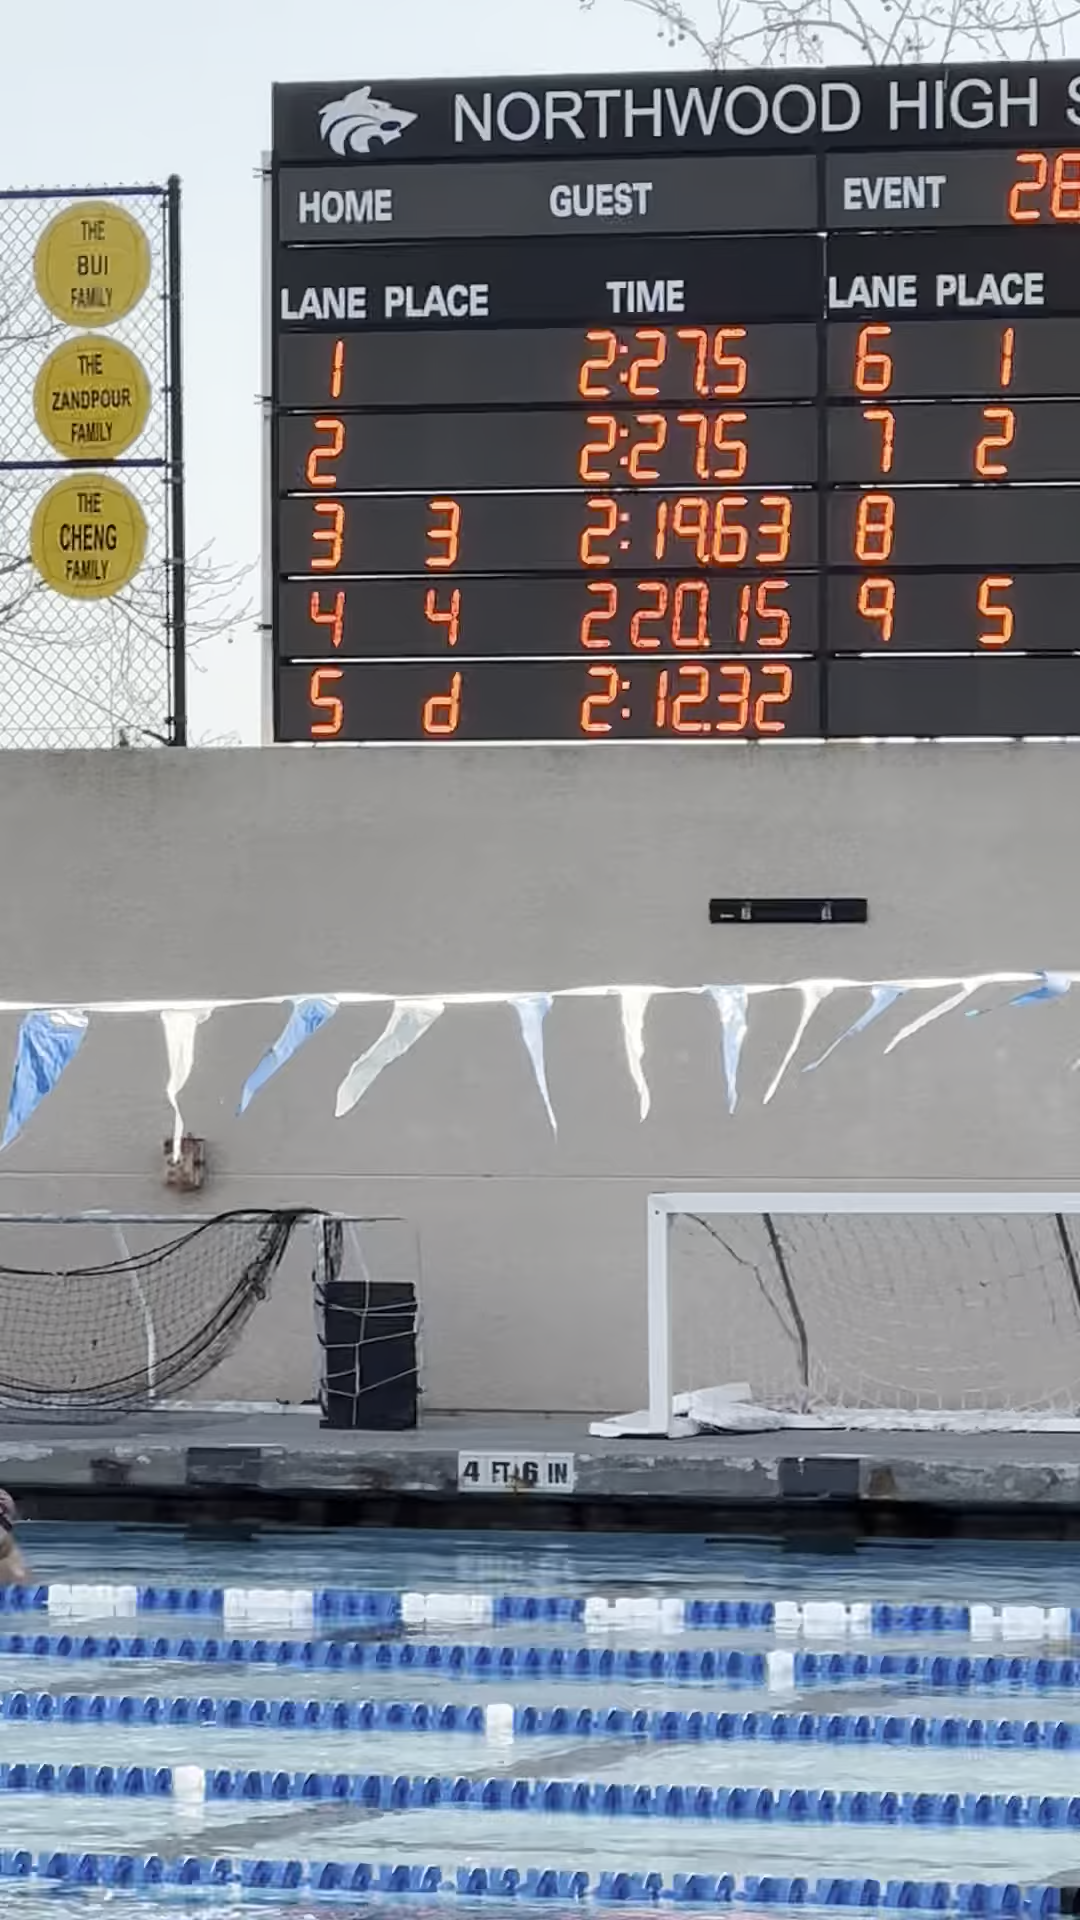 NORTHWOOD HIGH S
HOME GUEST EVENT 28
LANE PLACE TIME LANE PLACE
1 2:27.5 6 1
2 2:27.5 7 2
3 3 2:19.63 8
4 4 220.15 9 5
5 d 2:12.32
THE
BUI
FAMILY
THE
ZANDPOUR
FAMILY
THE
CHENG
FAMILY
4 FT 6 IN